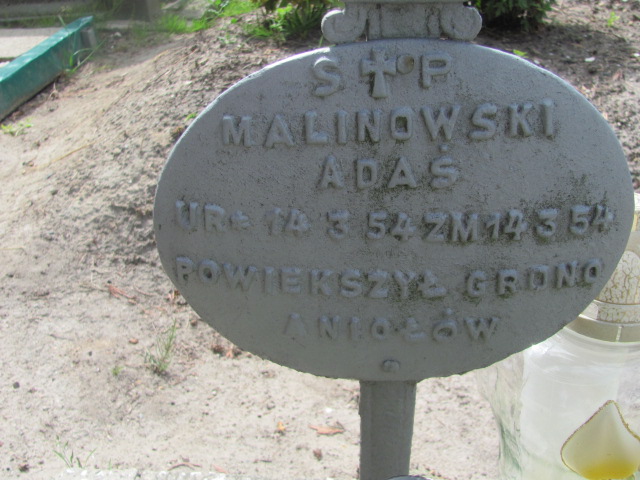 Ś†P
MALINOWSKI
ADAŚ
UR. 14 3 54 ZM 14 3 54
POWIEKSZYŁ GRONO
ANIOŁÓW